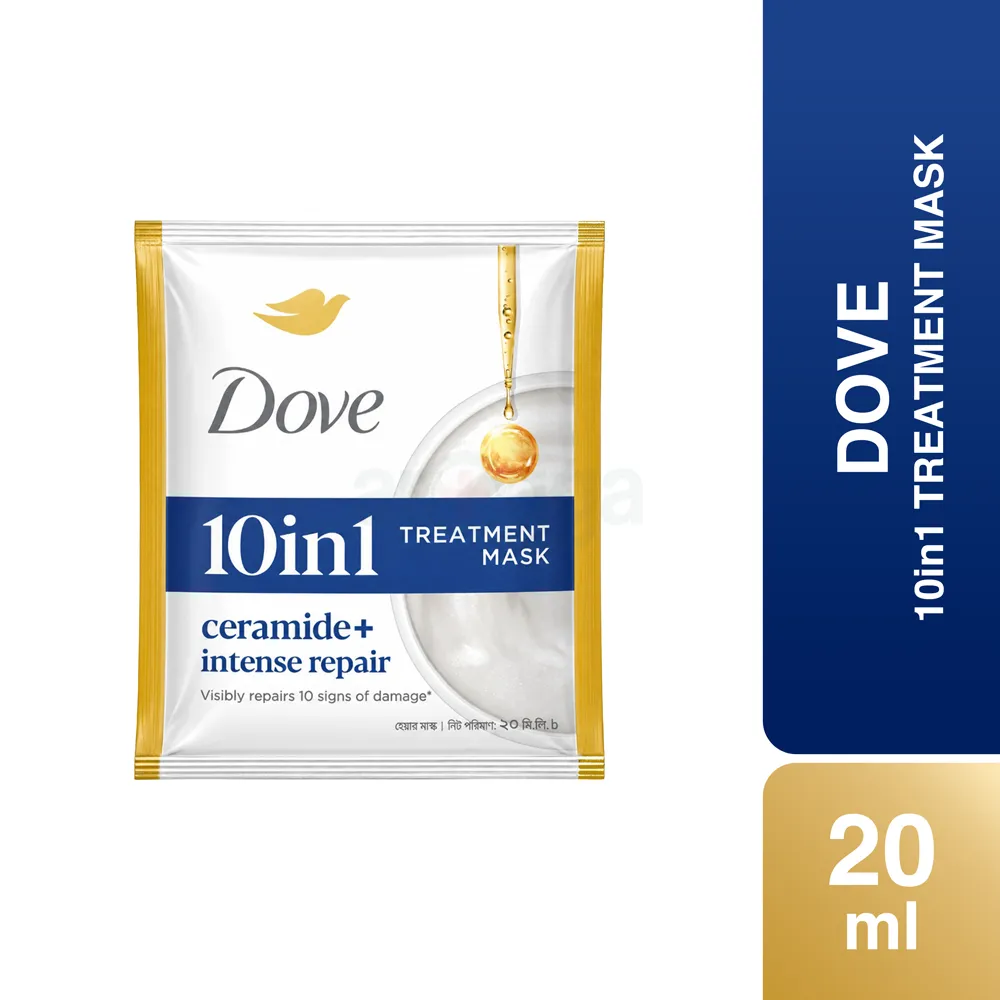 Dove
10in1 TREATMENT MASK
ceramide+
intense repair
Visibly repairs 10 signs of damage*
হেয়ার মাস্ক | নিট পরিমাণ: ২০ মি.লি. b
DOVE
10in1 TREATMENT MASK
20
ml